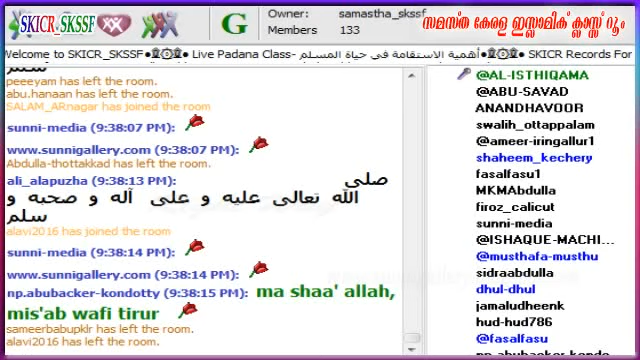 SKICR_SKSSF
G
Owner: samastha_skssf
Members 133
സമസ്ത കേരള ഇസ്ലാമിക് ക്ലാസ്സ് റൂം
Welcome to SKICR_SKSSF●۩۞۩● Live Padana Class-أهمية الاستقامة في حياة المسلم●۩۞۩● SKICR Records For
peeeyam has left the room.
abu.hanaan has left the room.
SALAM_ARnagar has joined the room
sunni-media (9:38:07 PM):
www.sunnigallery.com (9:38:07 PM):
Abdulla-thottakkad has left the room.
ali_alapuzha (9:38:13 PM): صلى
الله تعالى عليه و على آله و صحبه و
سلم
alavi2016 has joined the room
sunni-media (9:38:14 PM):
www.sunnigallery.com (9:38:14 PM):
np.abubacker-kondotty (9:38:15 PM): ma shaa' allah,
mis'ab wafi tirur
sameerbabupklr has left the room.
alavi2016 has left the room.
@AL-ISTHIQAMA
@ABU-SAVAD
ANANDHAVOOR
swalih_ottappalam
@ameer-iringallur1
shaheem_kechery
fasalfasu1
MKMAbdulla
firoz_calicut
sunni-media
@ISHAQUE-MACHI...
@musthafa-musthu
sidraabdulla
dhul-dhul
jamaludheenk
hud-hud786
@fasalfasu
np.abubacker-kondo